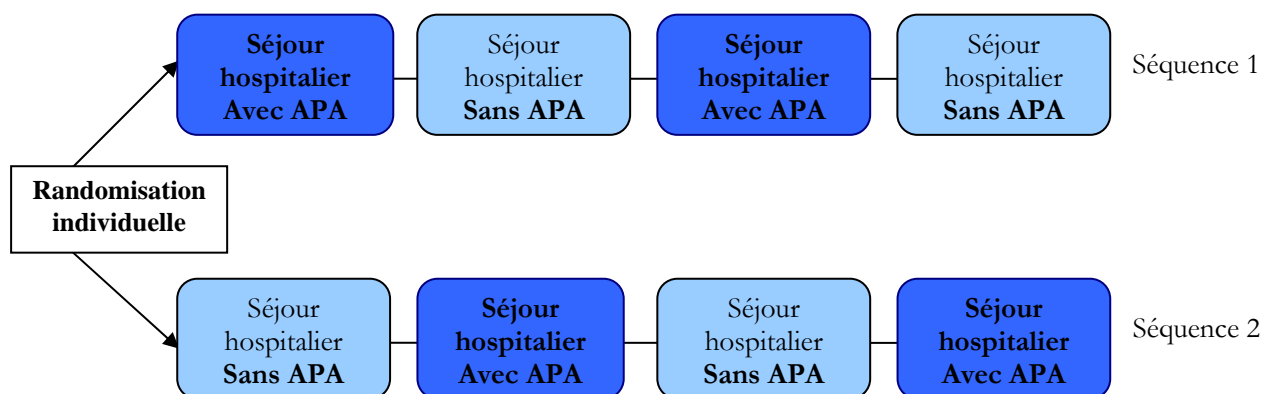 Séjour
hospitalier
Avec APA
Séjour
hospitalier
Sans APA
Séjour
hospitalier
Avec APA
Séjour
hospitalier
Sans APA
Séquence 1
Randomisation
individuelle
Séjour
hospitalier
Sans APA
Séjour
hospitalier
Avec APA
Séjour
hospitalier
Sans APA
Séjour
hospitalier
Avec APA
Séquence 2